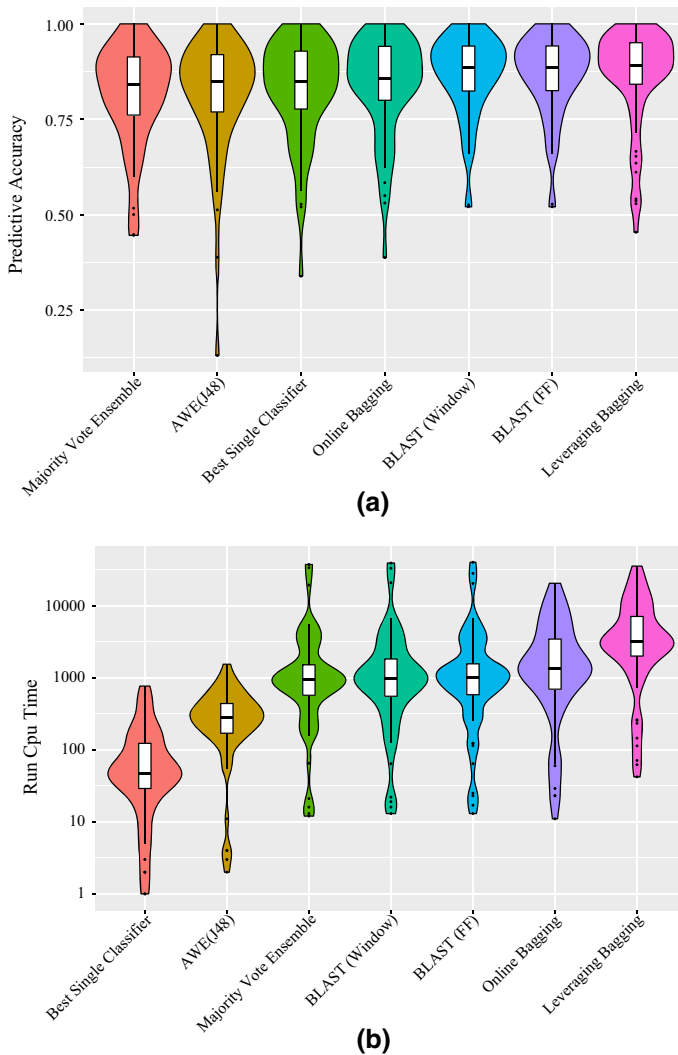 1.00
0.75
0.50
0.25
Predictive Accuracy
Majority Vote Ensemble
AWE(J48)
Best Single Classifier
Online Bagging
BLAST (Window)
BLAST (FF)
Leveraging Bagging
(a)
10000
1000
100
10
1
Run Cpu Time
Best Single Classifier
AWE(J48)
Majority Vote Ensemble
BLAST (Window)
BLAST (FF)
Online Bagging
Leveraging Bagging
(b)